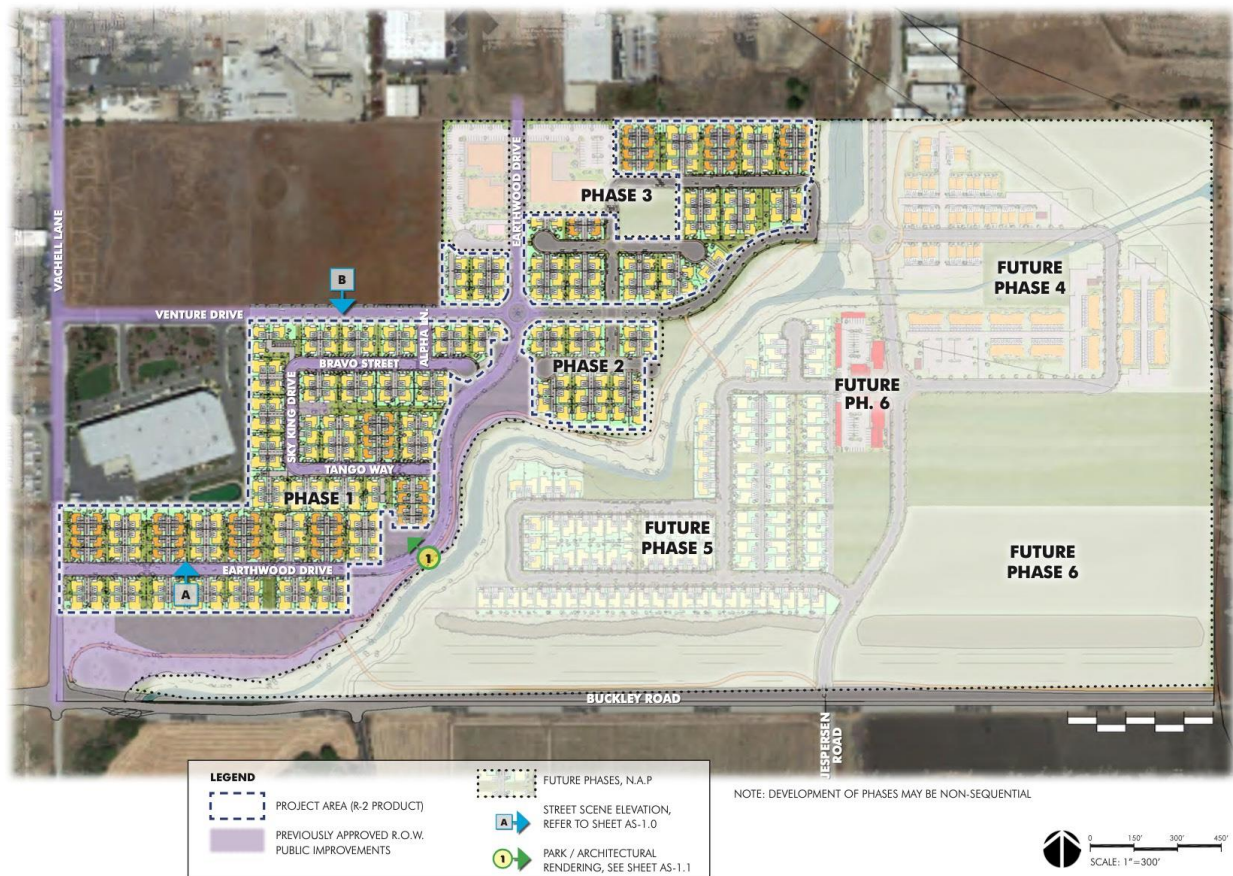 EARTHWOOD DRIVE
PHASE 3
VACHELL LANE
B
FUTURE
PHASE 4
VENTURE DRIVE
ALPHA LN.
BRAVO STREET
PHASE 2
SKY KING DRIVE
FUTURE
PH. 6
TANGO WAY
PHASE 1
FUTURE
PHASE 5
FUTURE
PHASE 6
1
EARTHWOOD DRIVE
A
BUCKLEY ROAD
JESPERSEN
ROAD
LEGEND
PROJECT AREA (R-2 PRODUCT)
PREVIOUSLY APPROVED R.O.W.
PUBLIC IMPROVEMENTS
FUTURE PHASES, N.A.P
A
STREET SCENE ELEVATION,
REFER TO SHEET AS-1.0
1
PARK / ARCHITECTURAL
RENDERING, SEE SHEET AS-1.1
NOTE: DEVELOPMENT OF PHASES MAY BE NON-SEQUENTIAL
0 150' 300' 450'
SCALE: 1"=300'